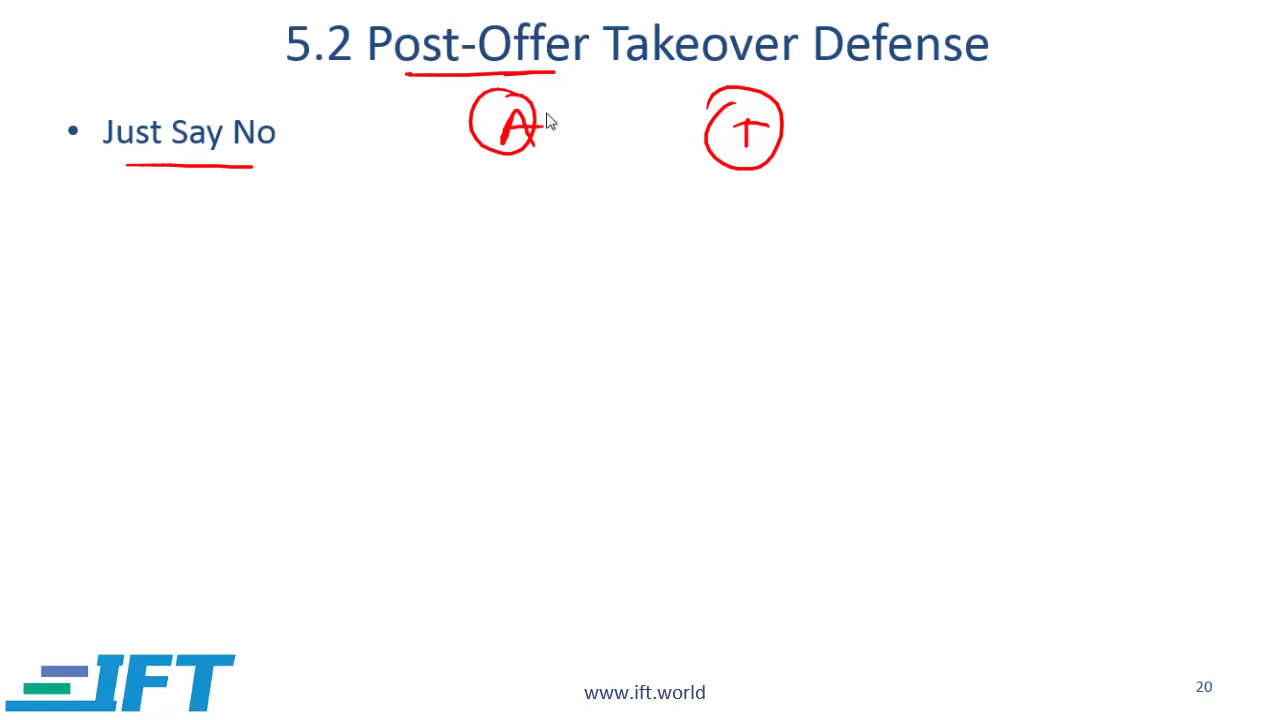 5.2 Post-Offer Takeover Defense
• Just Say No
A T
IFT
www.ift.world
20